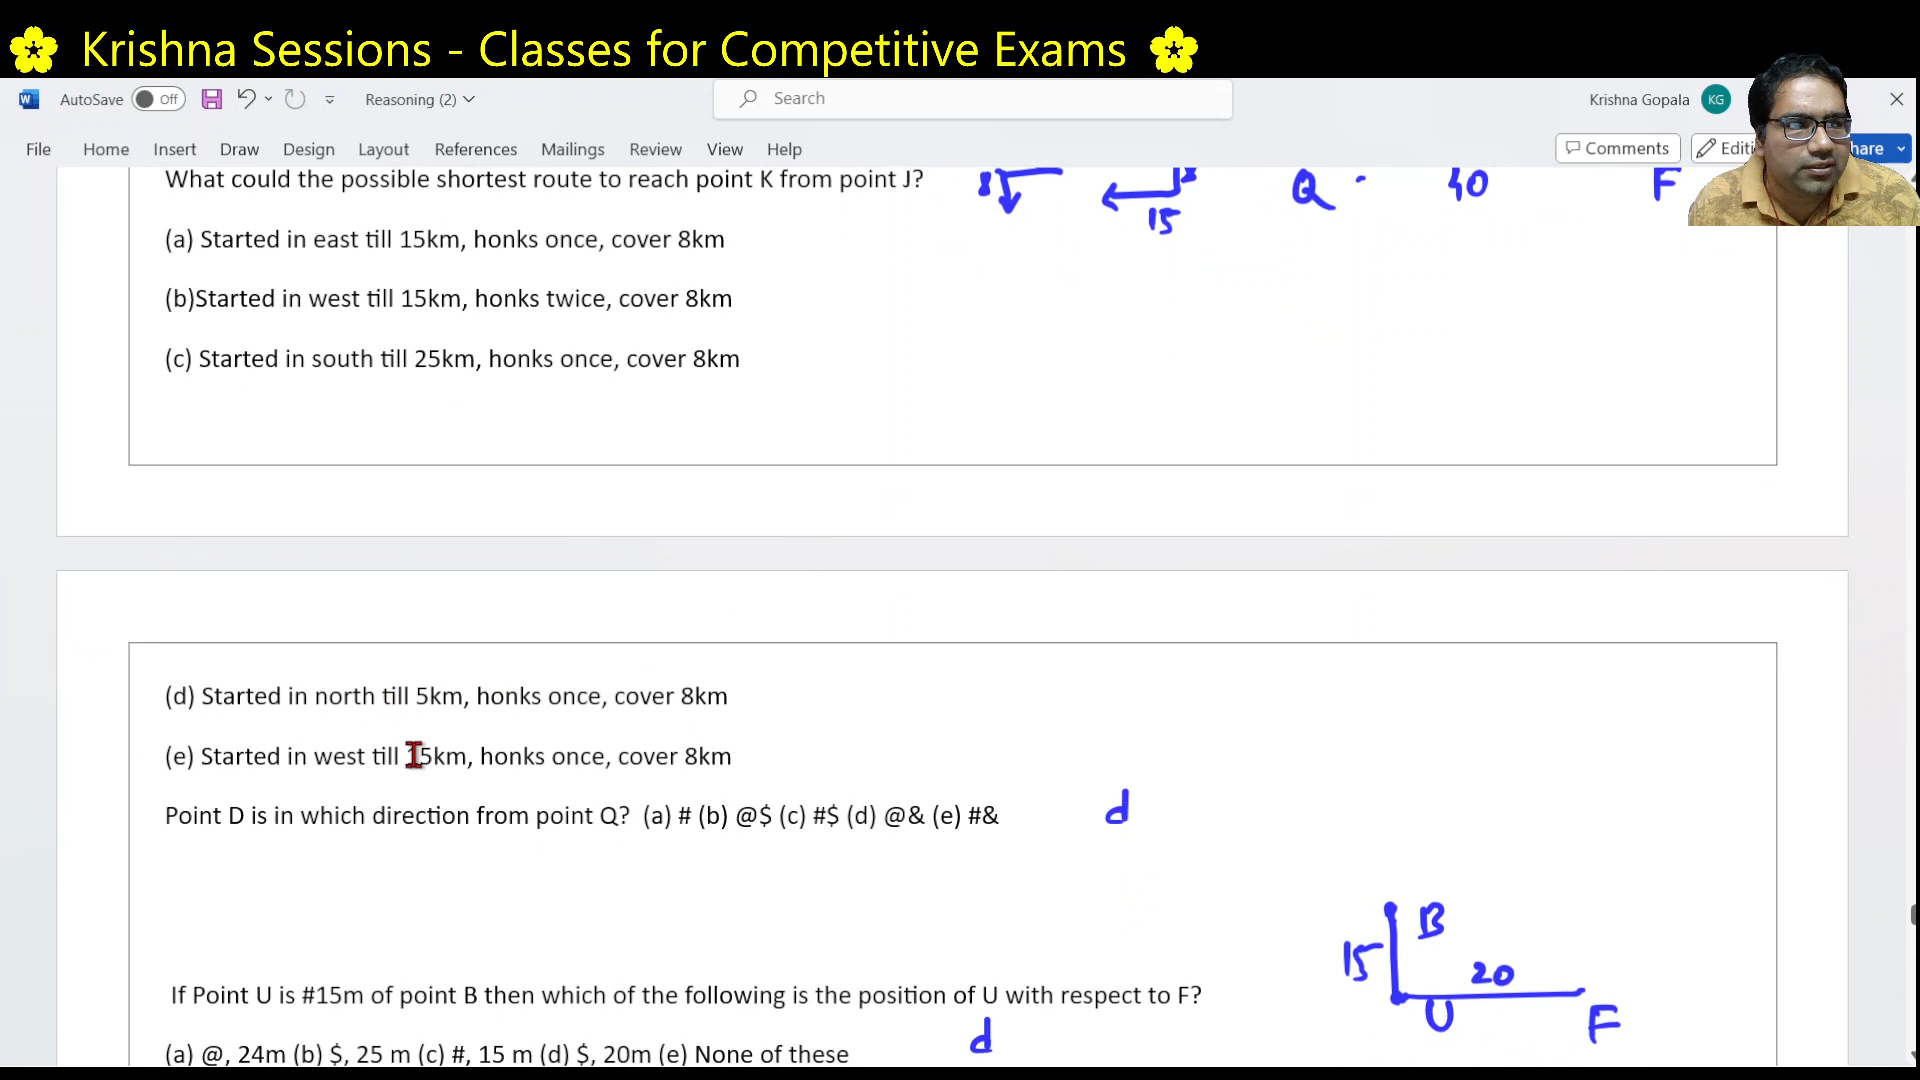 Krishna Sessions - Classes for Competitive Exams
AutoSave Off Reasoning (2) Search Krishna Gopala KG
File Home Insert Draw Design Layout References Mailings Review View Help Comments
What could the possible shortest route to reach point K from point J?
8 15 Q 40 F
(a) Started in east till 15km, honks once, cover 8km
(b)Started in west till 15km, honks twice, cover 8km
(c) Started in south till 25km, honks once, cover 8km
(d) Started in north till 5km, honks once, cover 8km
(e) Started in west till 15km, honks once, cover 8km
Point D is in which direction from point Q? (a) # (b) @$ (c) #$ (d) @& (e) #& d
B
15 20
U F
If Point U is #15m of point B then which of the following is the position of U with respect to F?
d
(a) @, 24m (b) $, 25 m (c) #, 15 m (d) $, 20m (e) None of these